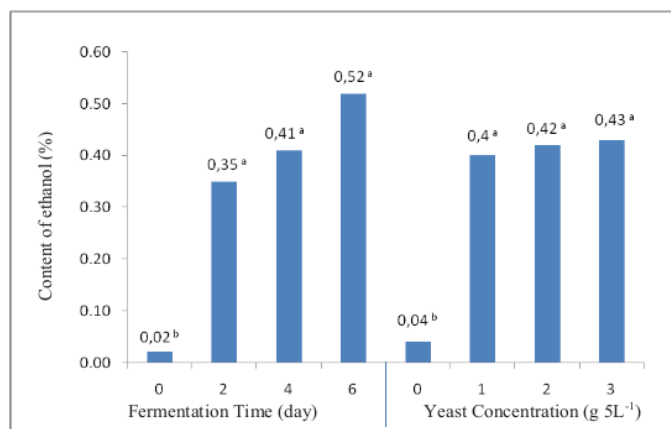 Content of ethanol (%)
0.60
0.50
0.40
0.30
0.20
0.10
0.00
0,02 b
0,35 a
0,41 a
0,52 a
0,04 b
0,4 a
0,42 a
0,43 a
0 2 4 6 0 1 2 3
Fermentation Time (day) Yeast Concentration (g 5L⁻¹)